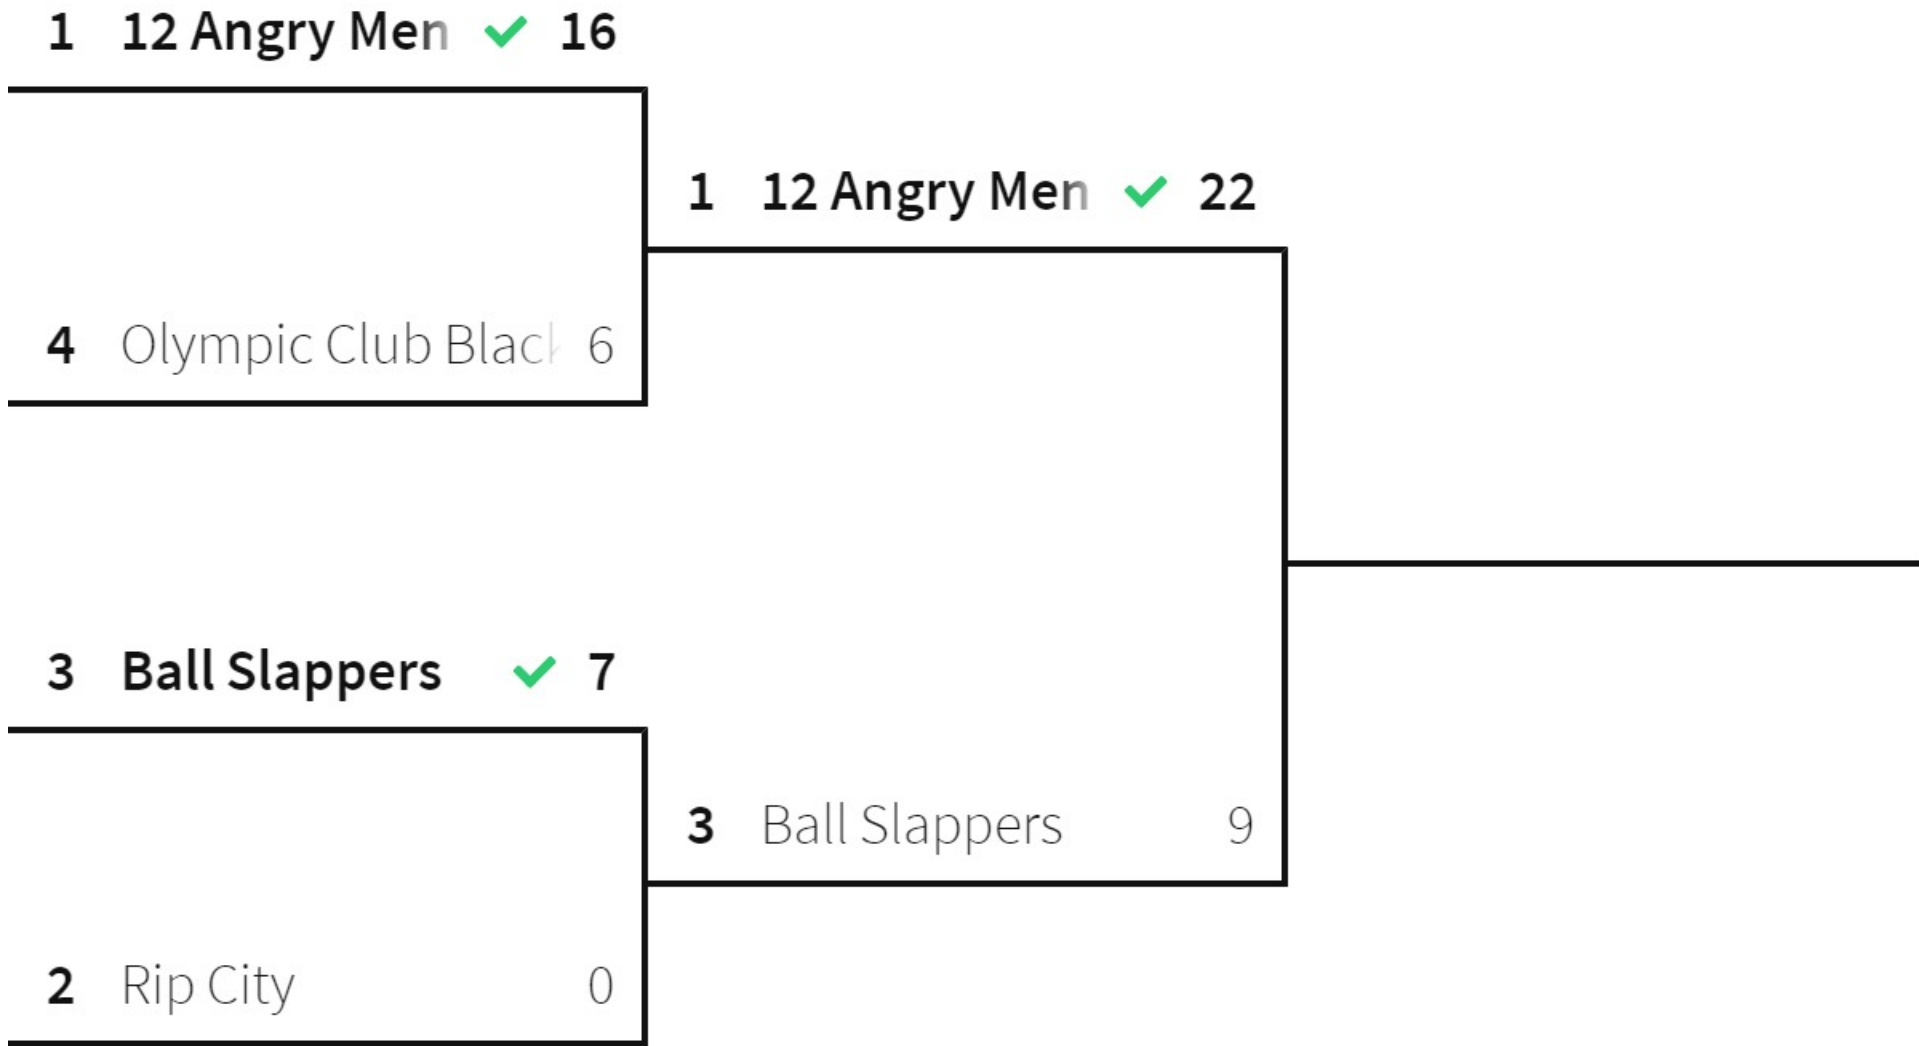 1 12 Angry Men 16
1 12 Angry Men 22
4 Olympic Club Black 6
3 Ball Slappers 7
3 Ball Slappers 9
2 Rip City 0